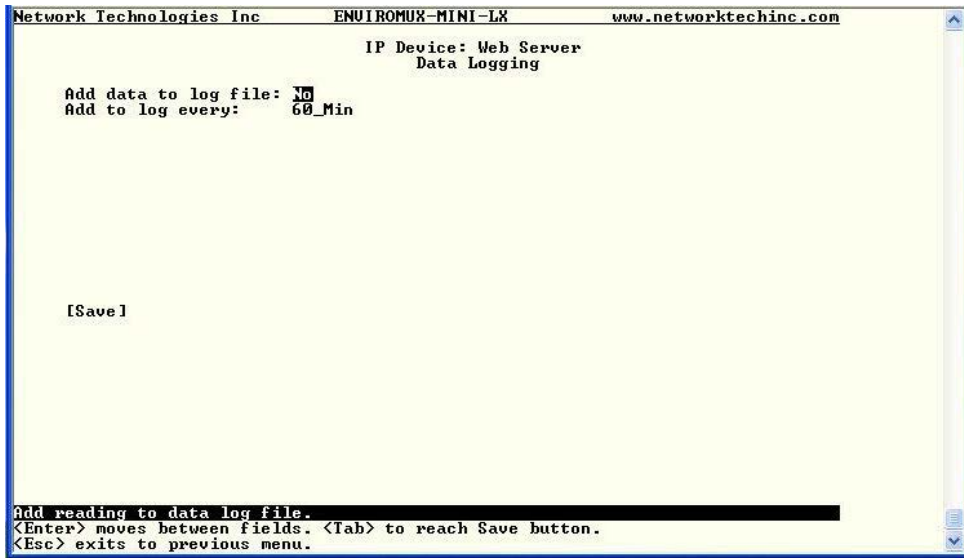 Network Technologies Inc ENVIROMUX-MINI-LX www.networktechinc.com
IP Device: Web Server
Data Logging
Add data to log file: No
Add to log every: 60_Min
[Save]
Add reading to data log file.
<Enter> moves between fields. <Tab> to reach Save button.
<Esc> exits to previous menu.